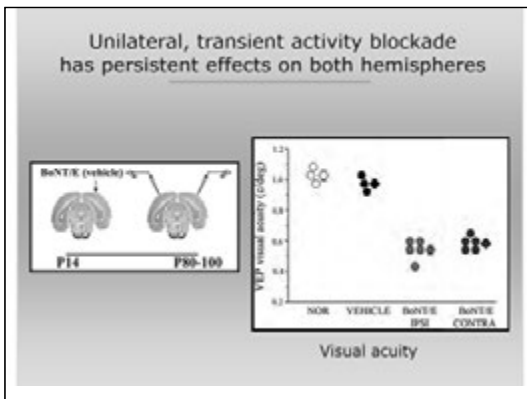 Unilateral, transient activity blockade
has persistent effects on both hemispheres
BoNT/E (vehicle)
P14
P80-100
VEP visual acuity (c/deg)
1.2
1.0
0.8
0.6
0.4
0.2
NOR
VEHICLE
BoNT/E
IPSI
BoNT/E
CONTRA
Visual acuity